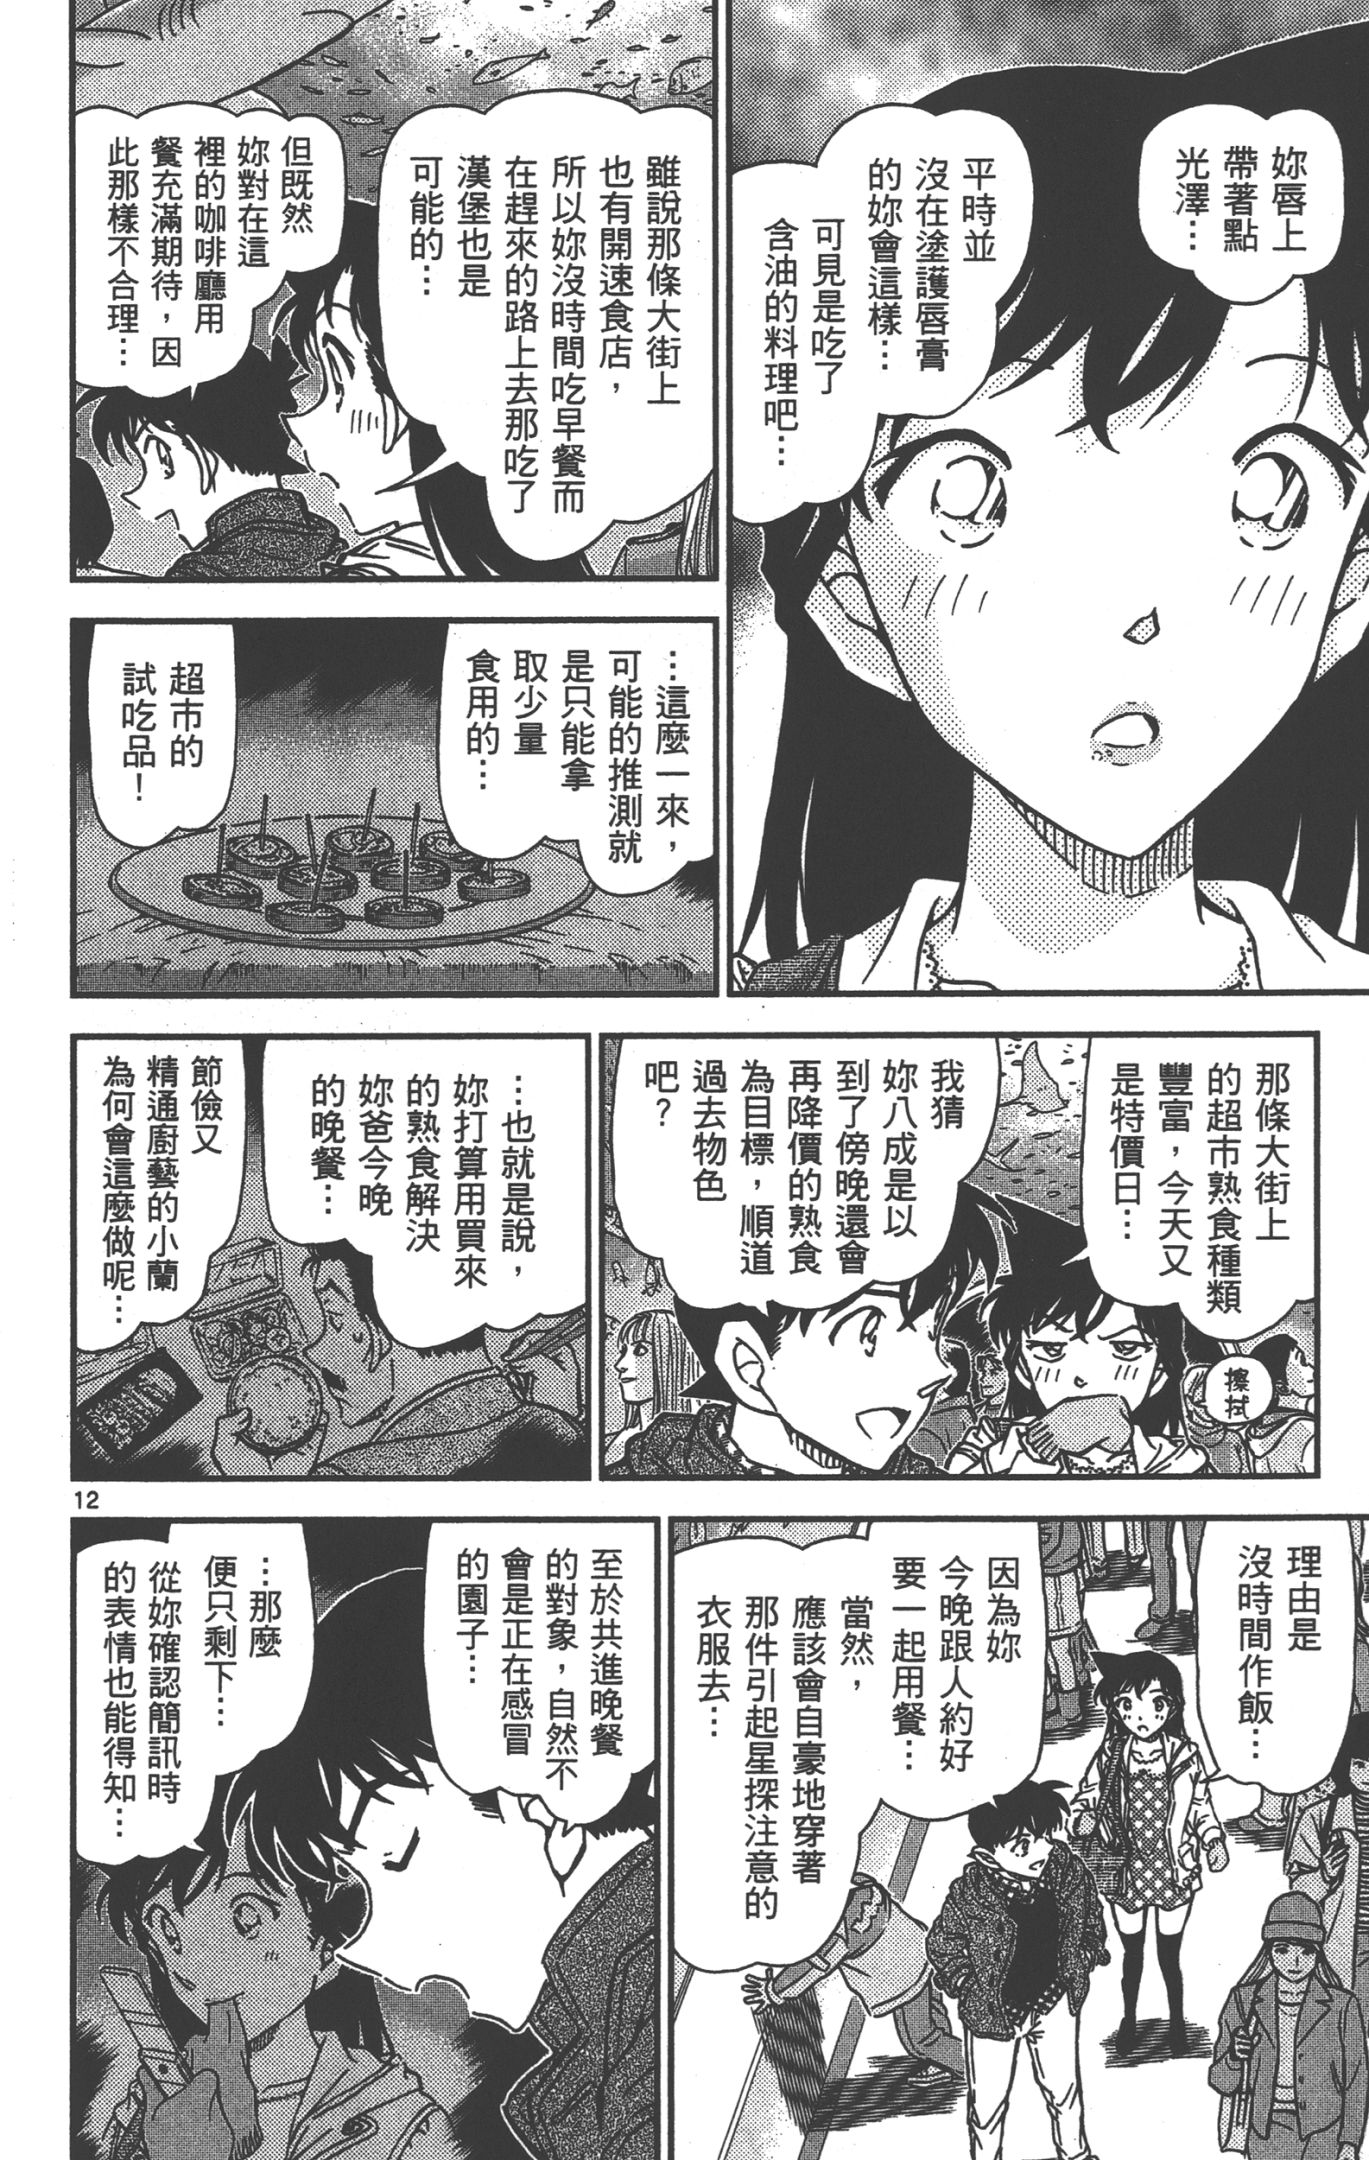 妳唇上
帶著點
光澤…
平時並
沒在塗護唇膏
的妳會這樣…
可見是吃了
含油的料理吧…
雖說那條大街上
也有開速食店，
所以妳沒時間吃早餐而
在趕來的路上去那吃了
漢堡也是
可能的…
但既然
妳對在這
裡的咖啡廳用
餐充滿期待，因
此那樣不合理…
…這麼一來，
可能的推測就
是只能拿
取少量
食用的…
超市的
試吃品！
那條大街上
的超市熟食種類
豐富，今天又
是特價日…
我猜
妳八成是以
到了傍晚還會
再降價的熟食
為目標，順道
過去物色
吧？
擦拭
…也就是說，
妳打算用買來
的熟食解決
妳爸今晚
的晚餐…
節儉又
精通廚藝的小蘭
為何會這麼做呢…
理由是
沒時間作飯…
因為妳
今晚跟人約好
要一起用餐…
當然，
應該會自豪地穿著
那件引起星探注意的
衣服去…
至於共進晚餐
的對象，自然不
會是正在感冒
的園子…
…那麼
便只剩下…
從妳確認簡訊時
的表情也能得知…
12